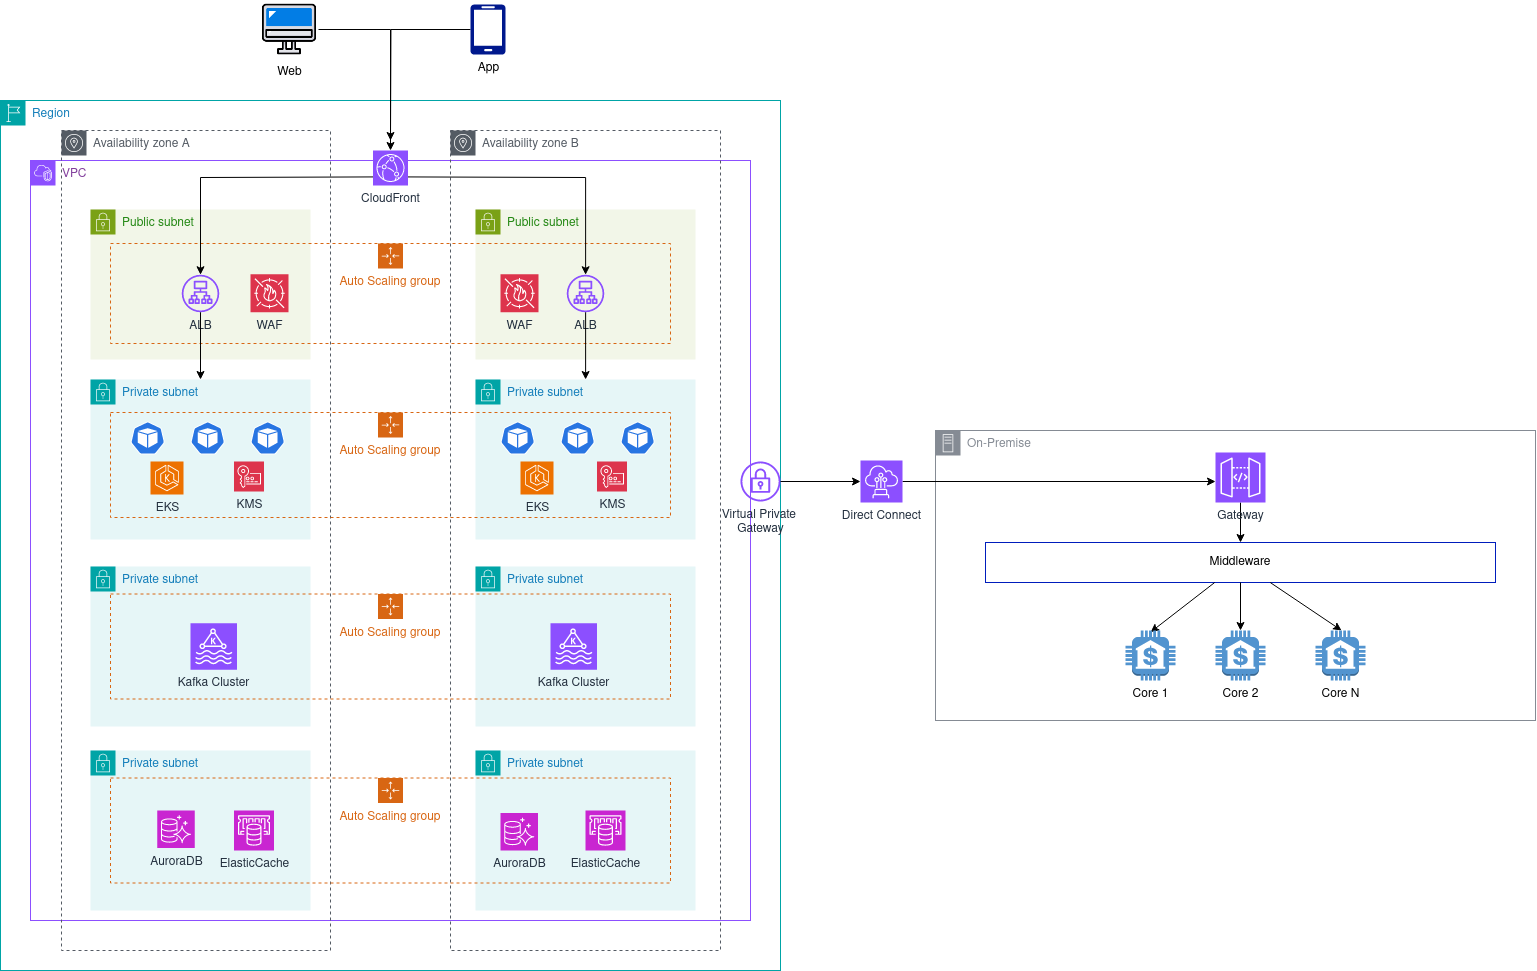 Web
App
Region
Availability zone A
Availability zone B
VPC
CloudFront
Public subnet
Public subnet
Auto Scaling group
ALB
WAF
WAF
ALB
Private subnet
Private subnet
Auto Scaling group
EKS
KMS
EKS
KMS
Virtual Private
Gateway
Direct Connect
On-Premise
Gateway
Middleware
Core 1
Core 2
Core N
Private subnet
Private subnet
Auto Scaling group
K
K
Kafka Cluster
Kafka Cluster
Private subnet
Private subnet
Auto Scaling group
AuroraDB
ElasticCache
AuroraDB
ElasticCache